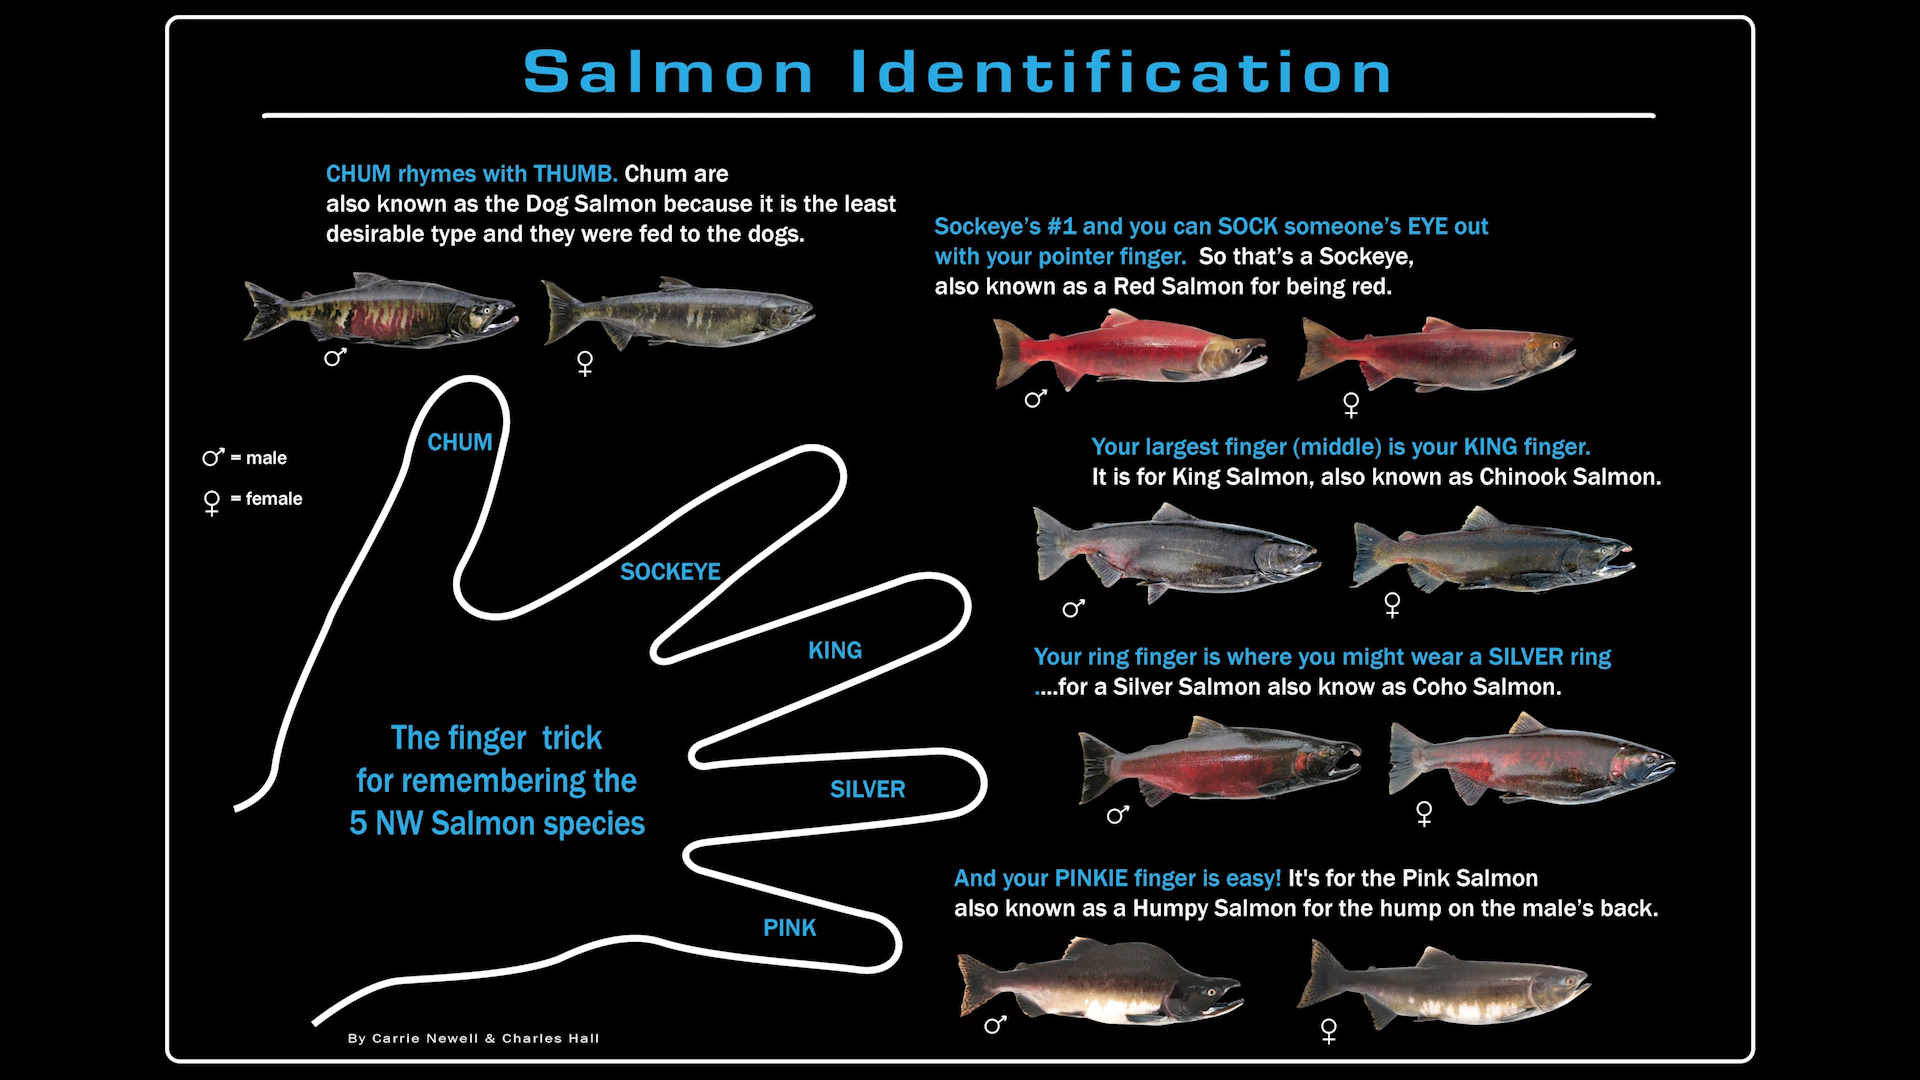 Salmon Identification
CHUM rhymes with THUMB. Chum are
also known as the Dog Salmon because it is the least
desirable type and they were fed to the dogs.
♂
♀
Sockeye’s #1 and you can SOCK someone’s EYE out
with your pointer finger. So that’s a Sockeye,
also known as a Red Salmon for being red.
♂
♀
♂ = male
♀ = female
CHUM
SOCKEYE
KING
SILVER
PINK
Your largest finger (middle) is your KING finger.
It is for King Salmon, also known as Chinook Salmon.
♂
♀
Your ring finger is where you might wear a SILVER ring
....for a Silver Salmon also know as Coho Salmon.
♂
♀
The finger trick
for remembering the
5 NW Salmon species
And your PINKIE finger is easy! It's for the Pink Salmon
also known as a Humpy Salmon for the hump on the male’s back.
♂
♀
By Carrie Newell & Charles Hall